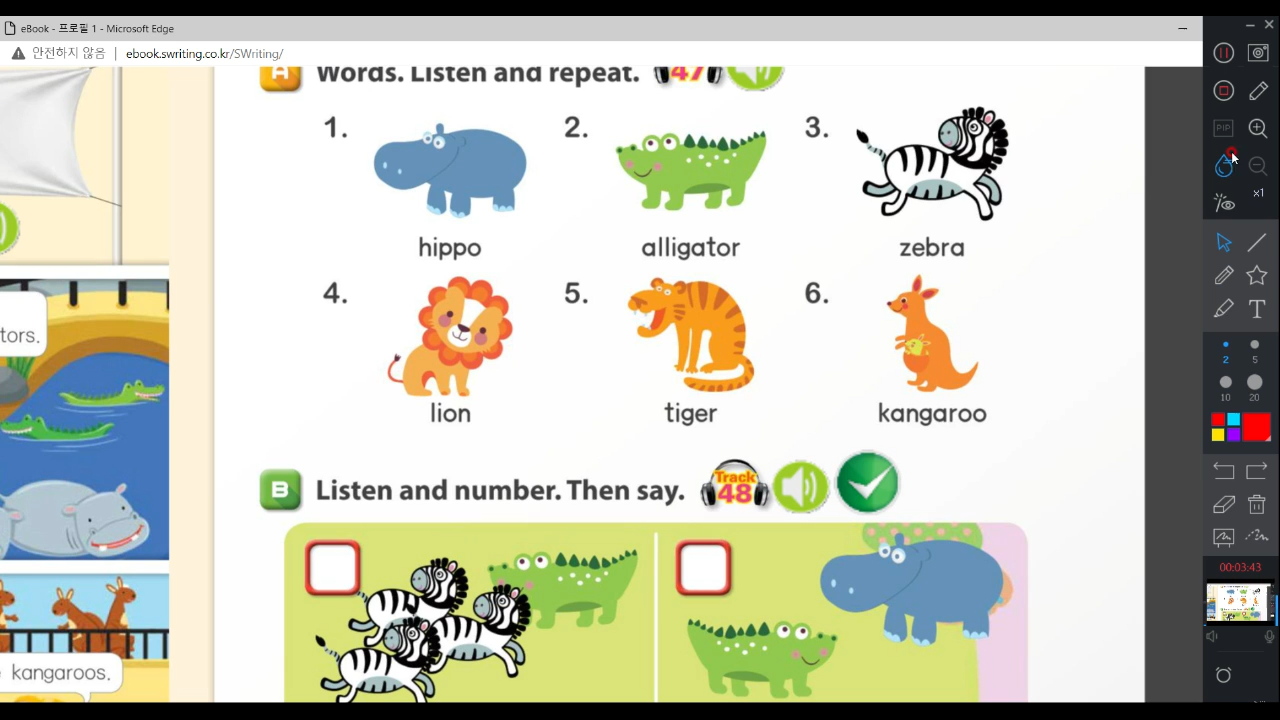 eBook - 프로필 1 - Microsoft Edge
안전하지 않음 | ebook.swriting.co.kr/SWriting/
A Words. Listen and repeat. 47
1. 2. 3.
hippo alligator zebra
4. 5. 6.
lion tiger kangaroo
B Listen and number. Then say. Track 48
tors.
kangaroos.
PIP
x1
T
2 5
10 20
00:03:43